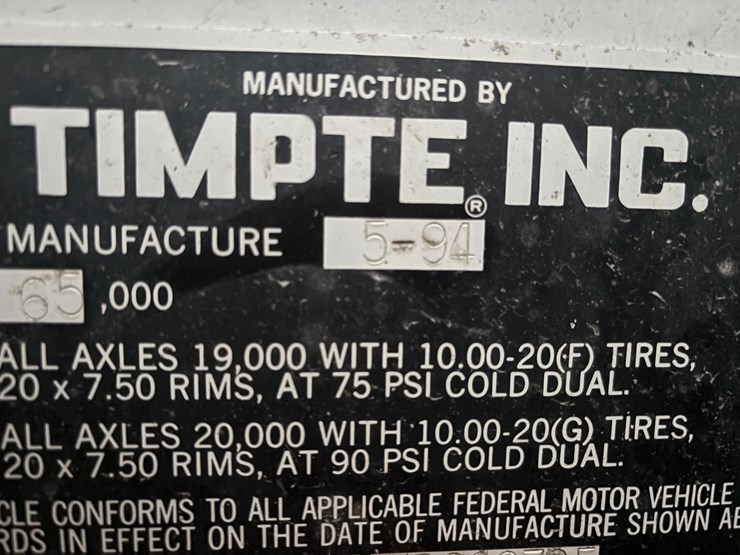 MANUFACTURED BY
TIMPTE® INC.
MANUFACTURE 5-94
65,000
ALL AXLES 19,000 WITH 10.00-20(F) TIRES,
20 x 7.50 RIMS, AT 75 PSI COLD DUAL.
ALL AXLES 20,000 WITH 10.00-20(G) TIRES,
20 x 7.50 RIMS, AT 90 PSI COLD DUAL.
CLE CONFORMS TO ALL APPLICABLE FEDERAL MOTOR VEHICLE
RDS IN EFFECT ON THE DATE OF MANUFACTURE SHOWN